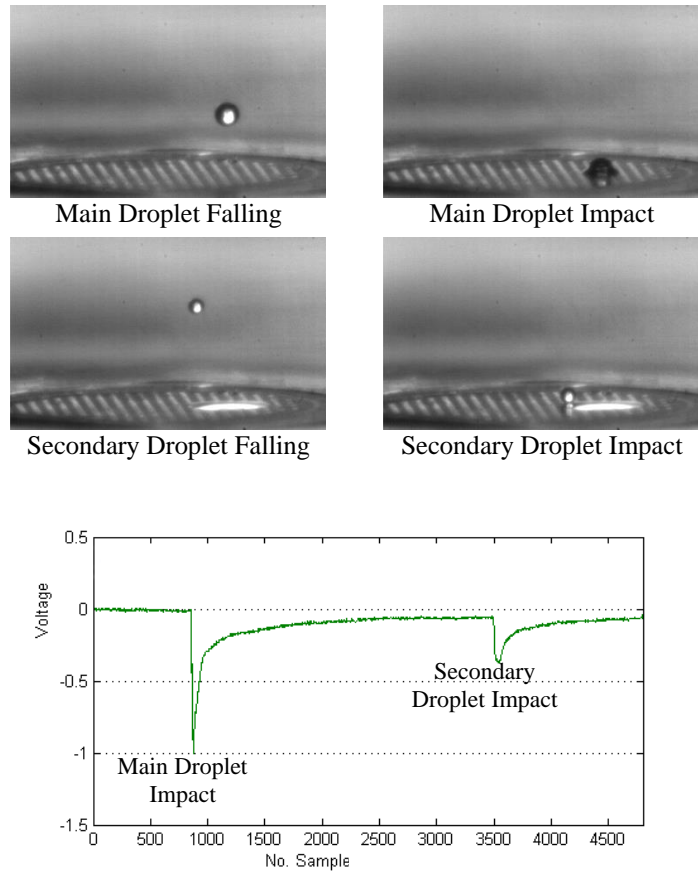 Main Droplet Falling
Main Droplet Impact
Secondary Droplet Falling
Secondary Droplet Impact
0.5
0
-0.5
-1
-1.5
Voltage
Secondary
Droplet Impact
Main Droplet
Impact
0 500 1000 1500 2000 2500 3000 3500 4000 4500
No. Sample